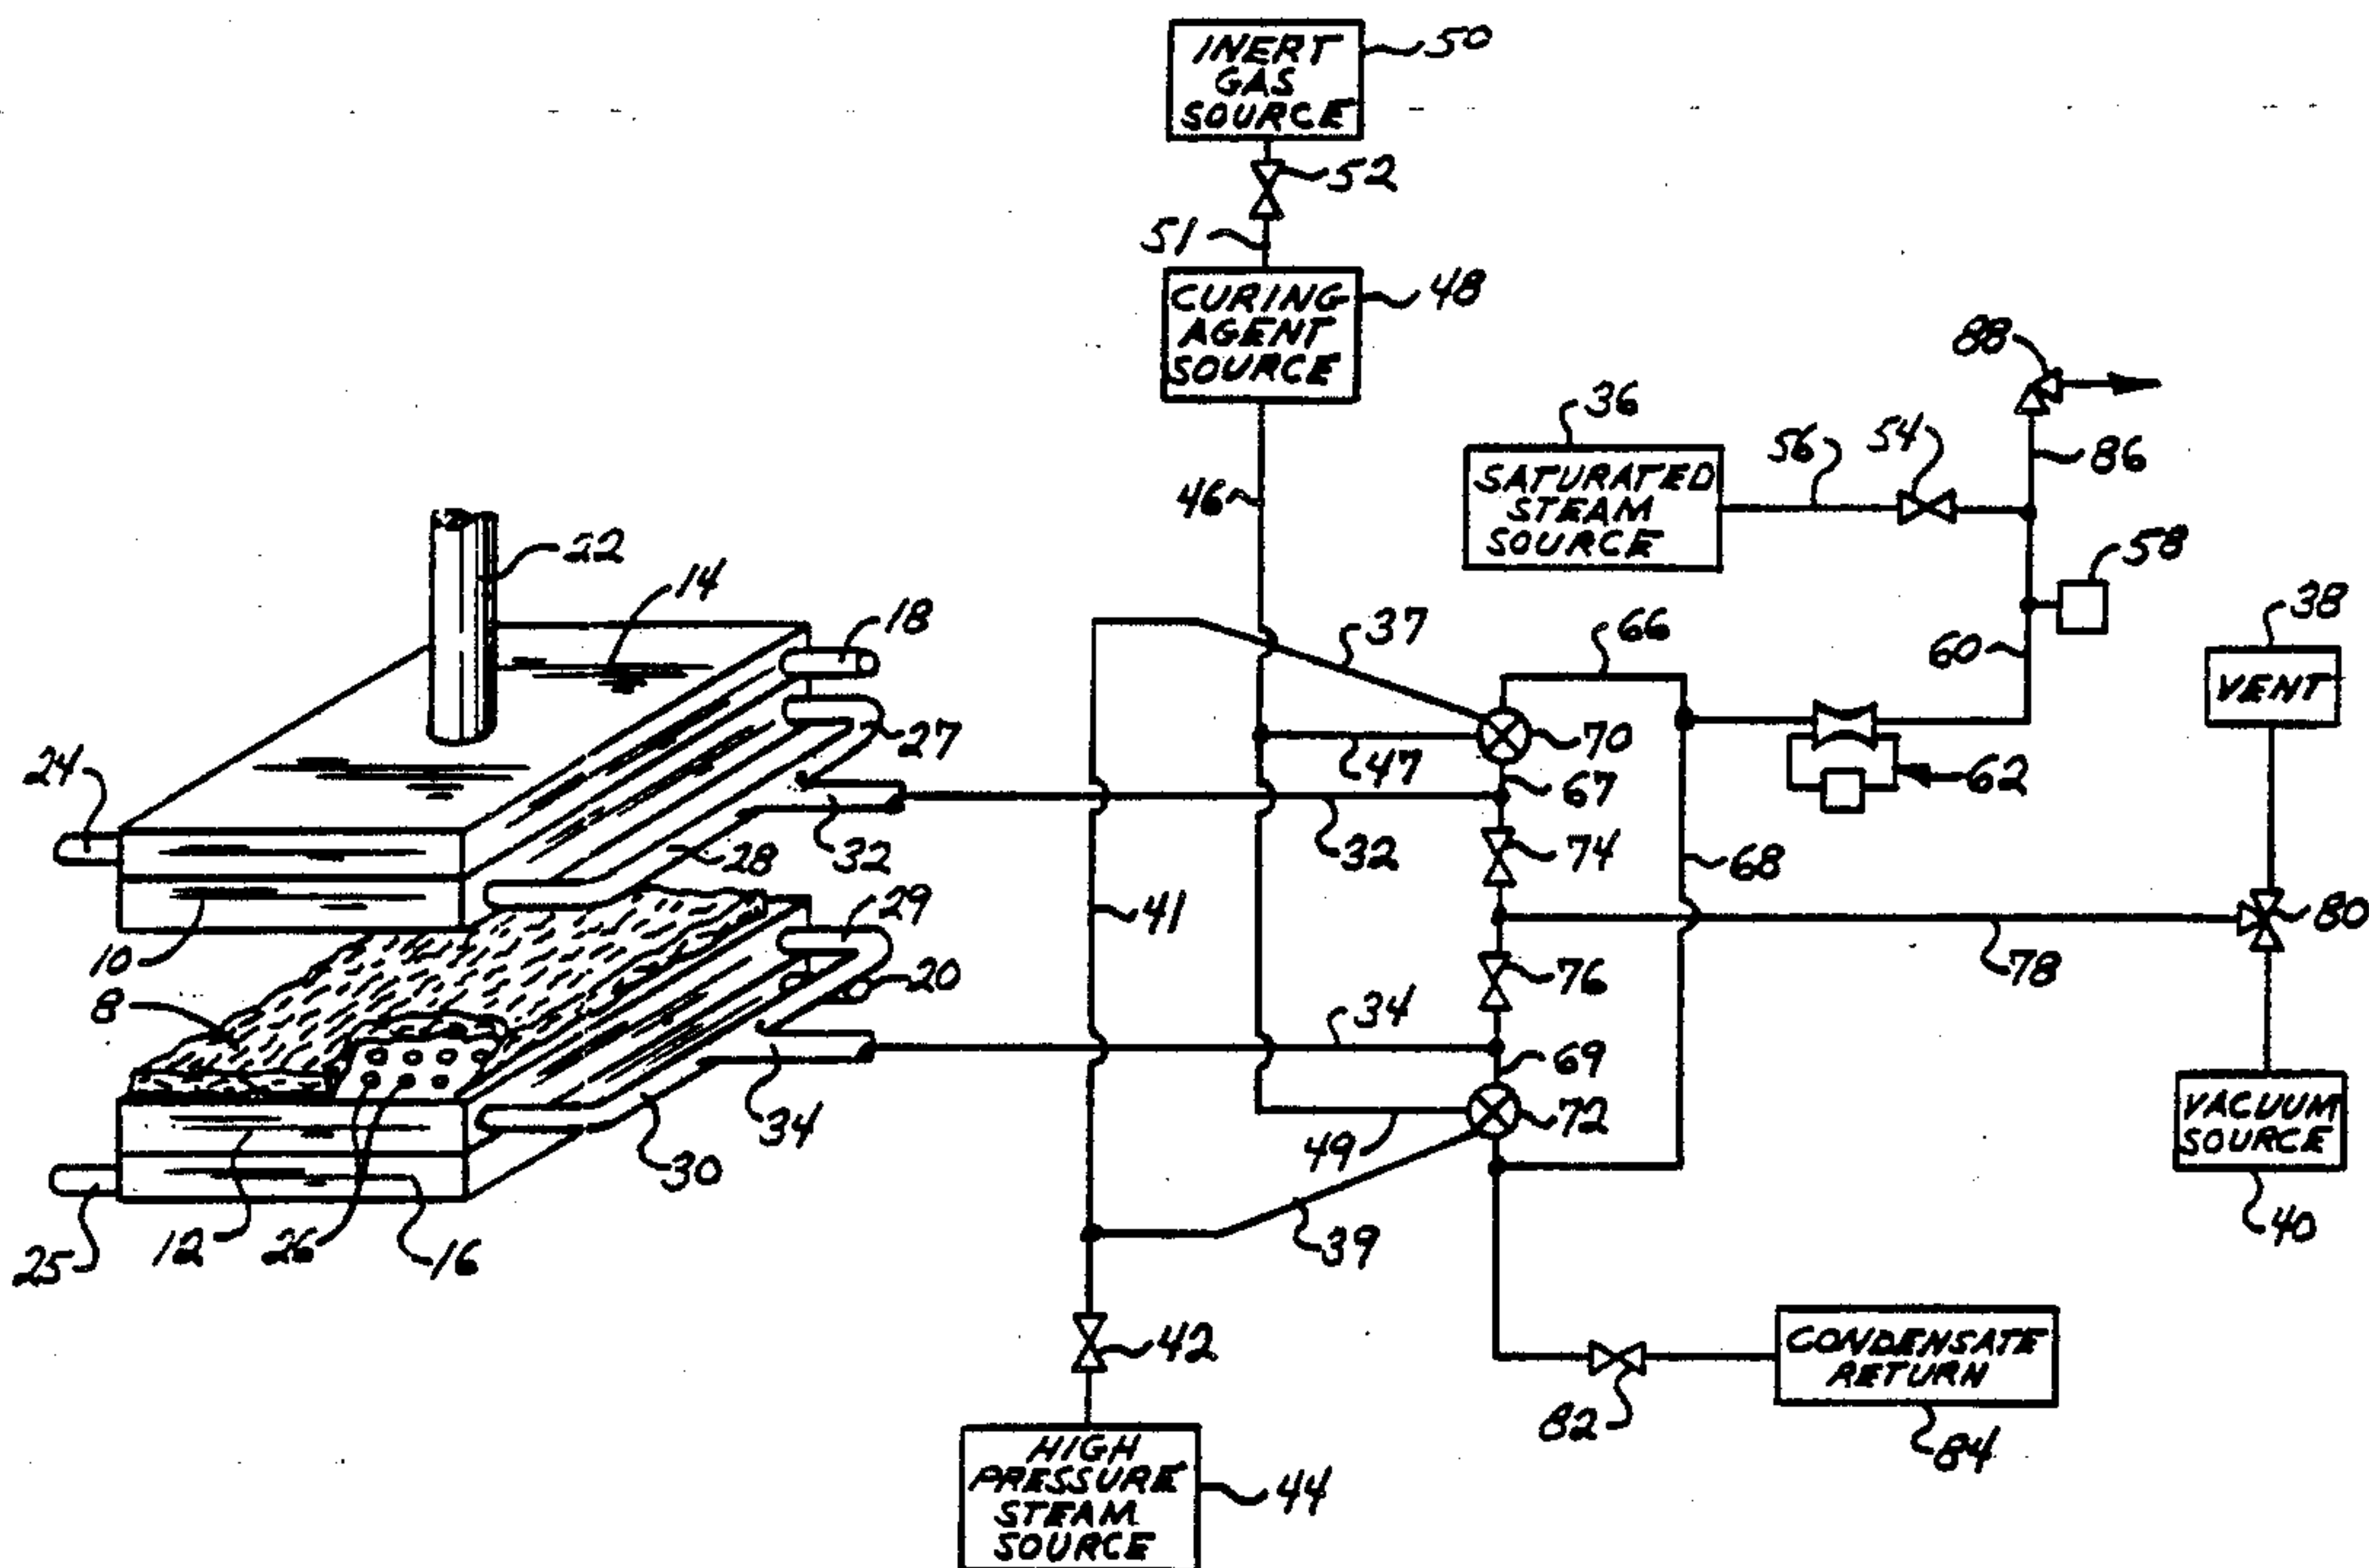 INERT
GAS
SOURCE
50
52
51
CURING
AGENT
SOURCE
48
88
36
56
54
86
46
SATURATED
STEAM
SOURCE
58
22
14
18
37
66
60
38
VENT
27
24
47
70
67
62
32
28
32
74
68
10
29
41
80
20
76
78
8
34
69
34
30
49
72
VACUUM
SOURCE
25
12
26
16
39
40
42
CONDENSATE
RETURN
82
84
HIGH
PRESSURE
STEAM
SOURCE
44